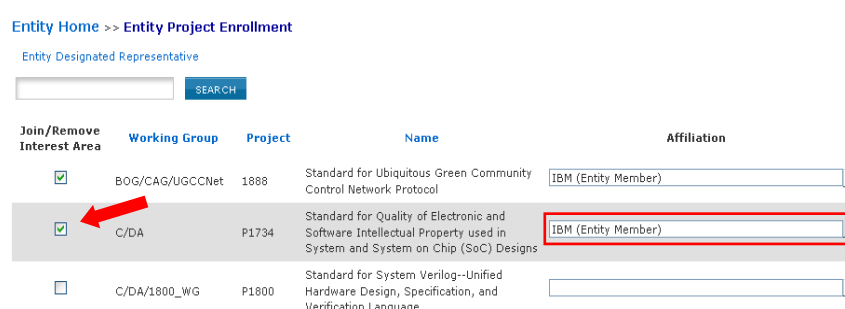 Entity Home >> Entity Project Enrollment
Entity Designated Representative
SEARCH
Join/Remove
Interest Area
Working Group
Project
Name
Affiliation
BOG/CAG/UGCCNet
1888
Standard for Ubiquitous Green Community
Control Network Protocol
IBM (Entity Member)
C/DA
P1734
Standard for Quality of Electronic and
Software Intellectual Property used in
System and System on Chip (SoC) Designs
IBM (Entity Member)
C/DA/1800_WG
P1800
Standard for System Verilog--Unified
Hardware Design, Specification, and
Verification Language